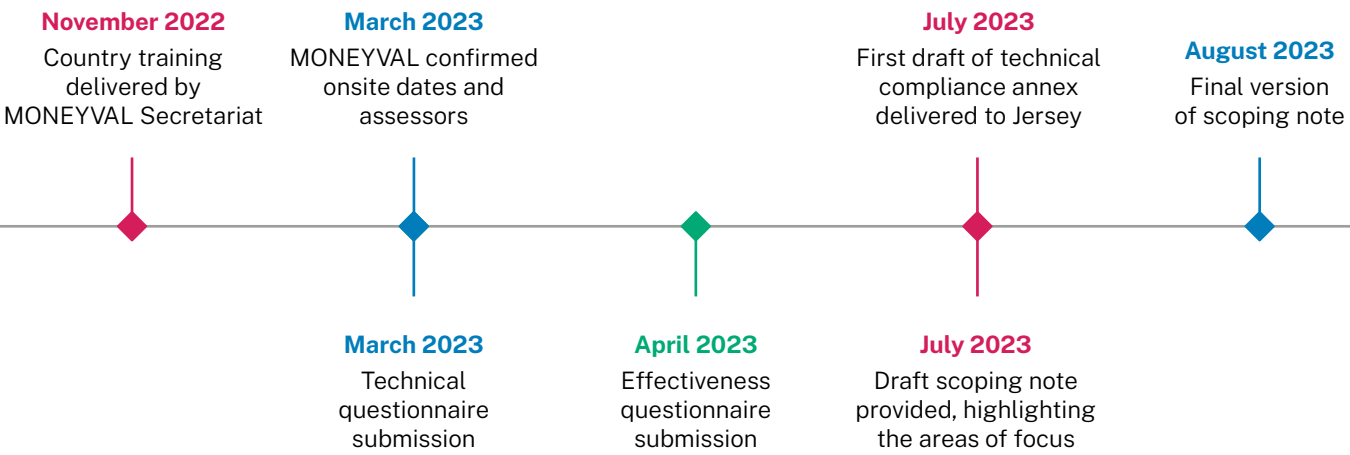 November 2022
Country training
delivered by
MONEYVAL Secretariat
March 2023
MONEYVAL confirmed
onsite dates and
assessors
July 2023
First draft of technical
compliance annex
delivered to Jersey
August 2023
Final version
of scoping note
March 2023
Technical
questionnaire
submission
April 2023
Effectiveness
questionnaire
submission
July 2023
Draft scoping note
provided, highlighting
the areas of focus